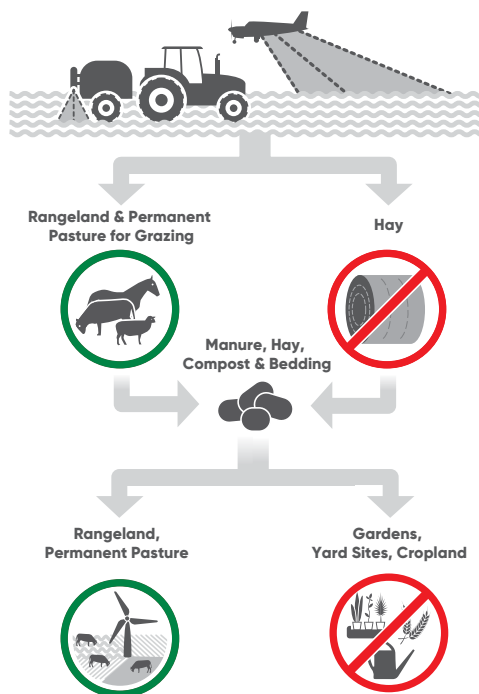 Rangeland & Permanent
Pasture for Grazing
Hay
Manure, Hay,
Compost & Bedding
Rangeland,
Permanent Pasture
Gardens,
Yard Sites, Cropland